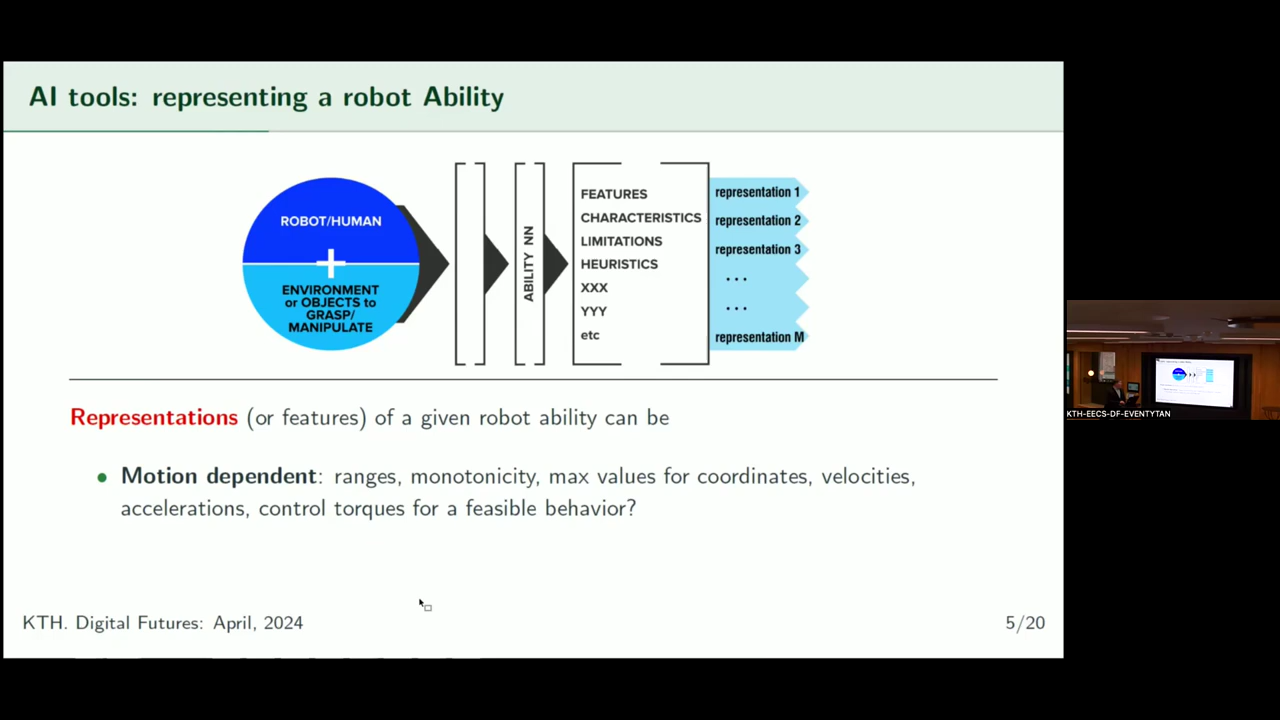 AI tools: representing a robot Ability
ROBOT/HUMAN
+
ENVIRONMENT
or OBJECTS to
GRASP/
MANIPULATE
ABILITY NN
FEATURES
CHARACTERISTICS
LIMITATIONS
HEURISTICS
XXX
YYY
etc
representation 1
representation 2
representation 3
...
...
representation M
Representations (or features) of a given robot ability can be
• Motion dependent: ranges, monotonicity, max values for coordinates, velocities,
accelerations, control torques for a feasible behavior?
KTH. Digital Futures: April, 2024
5/20
KTH-EECS-DF-EVENTYTAN